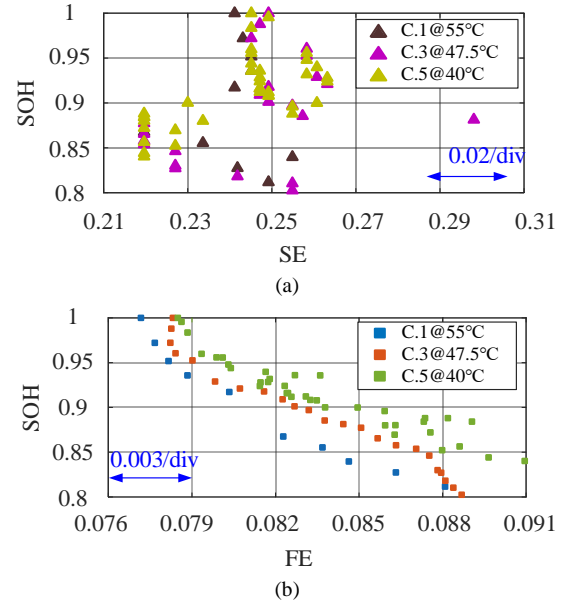 1
0.95
0.9
0.85
0.8
SOH
C.1@55℃
C.3@47.5℃
C.5@40℃
0.02/div
0.21 0.23 0.25 0.27 0.29 0.31
SE
(a)
1
0.95
0.9
0.85
0.8
SOH
C.1@55℃
C.3@47.5℃
C.5@40℃
0.003/div
0.076 0.079 0.082 0.085 0.088 0.091
FE
(b)